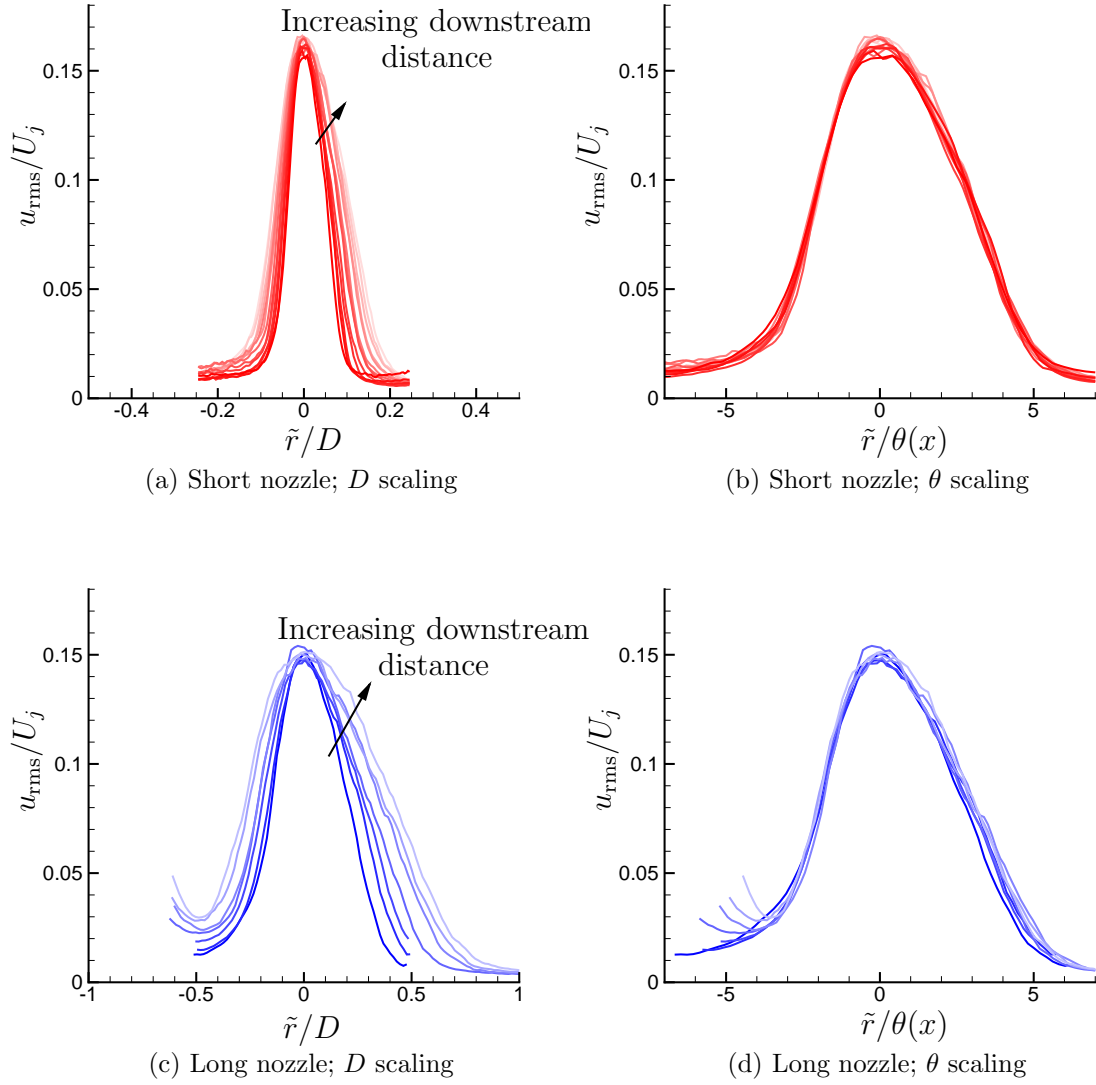 Increasing downstream
distance
0.15
0.1
0.05
0
u_rms/U_j
-0.4 -0.2 0 0.2 0.4
r̃/D
(a) Short nozzle; D scaling
0.15
0.1
0.05
0
u_rms/U_j
-5 0 5
r̃/θ(x)
(b) Short nozzle; θ scaling
Increasing downstream
distance
0.15
0.1
0.05
0
u_rms/U_j
-1 -0.5 0 0.5 1
r̃/D
(c) Long nozzle; D scaling
0.15
0.1
0.05
0
u_rms/U_j
-5 0 5
r̃/θ(x)
(d) Long nozzle; θ scaling